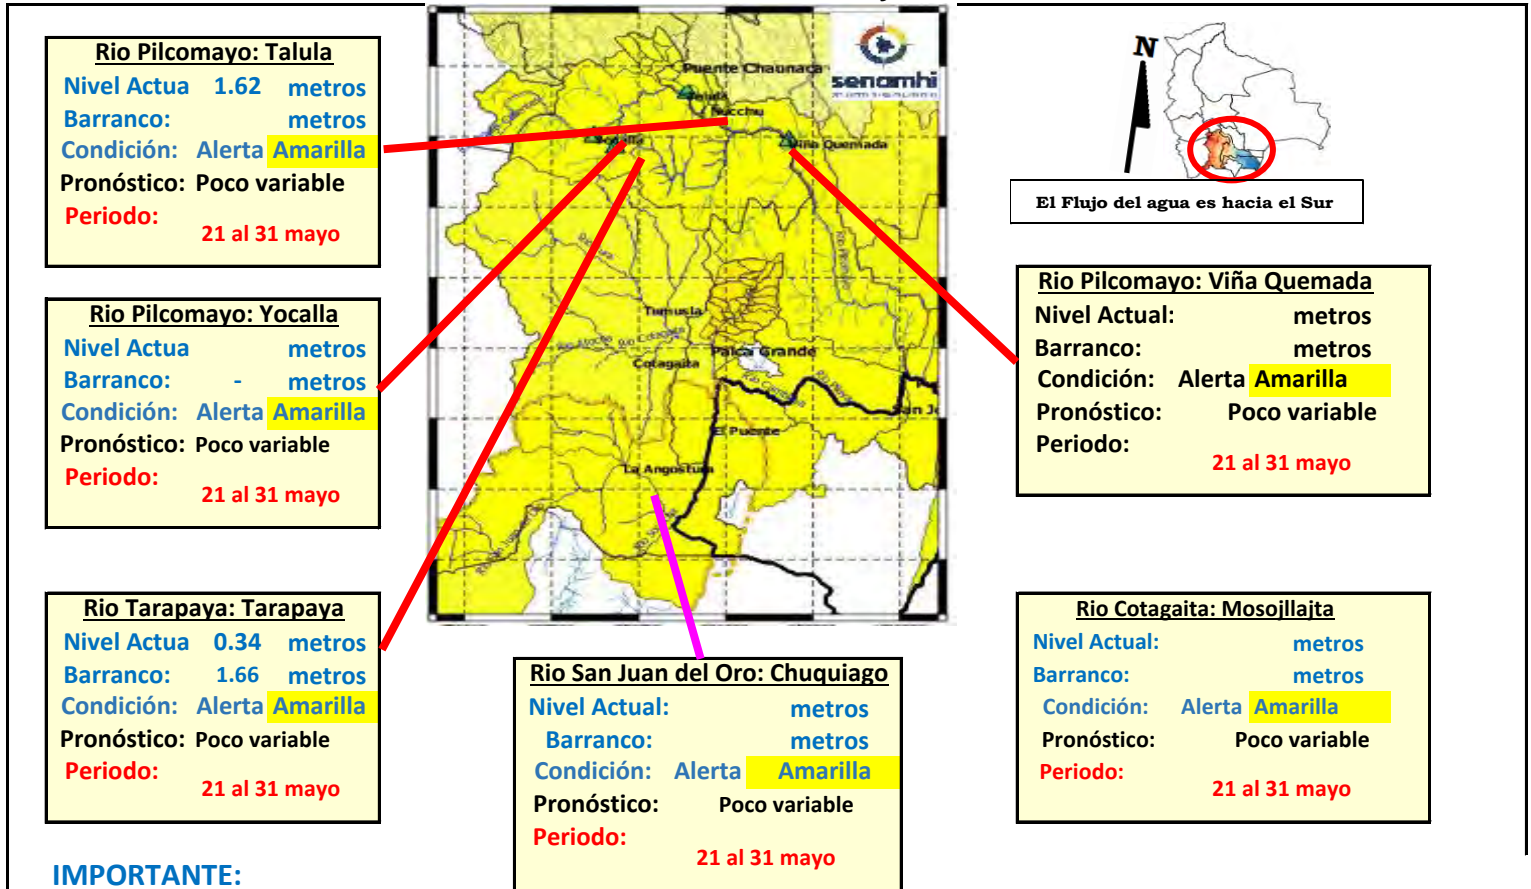 Rio Pilcomayo: Talula
Nivel Actua 1.62 metros
Barranco: metros
Condición: Alerta Amarilla
Pronóstico: Poco variable
Periodo:
21 al 31 mayo
Rio Pilcomayo: Yocalla
Nivel Actua metros
Barranco: - metros
Condición: Alerta Amarilla
Pronóstico: Poco variable
Periodo:
21 al 31 mayo
Rio Tarapaya: Tarapaya
Nivel Actua 0.34 metros
Barranco: 1.66 metros
Condición: Alerta Amarilla
Pronóstico: Poco variable
Periodo:
21 al 31 mayo
IMPORTANTE:
senamhi
Puente Chaunaca
Viña Quemada
Tumusla
Rio Cotagaita
Cotagaita
Palca Grande
El Puente
La Angostura
Rio San Juan del Oro: Chuquiago
Nivel Actual: metros
Barranco: metros
Condición: Alerta Amarilla
Pronóstico: Poco variable
Periodo:
21 al 31 mayo
N
El Flujo del agua es hacia el Sur
Rio Pilcomayo: Viña Quemada
Nivel Actual: metros
Barranco: metros
Condición: Alerta Amarilla
Pronóstico: Poco variable
Periodo:
21 al 31 mayo
Rio Cotagaita: Mosojllajta
Nivel Actual: metros
Barranco: metros
Condición: Alerta Amarilla
Pronóstico: Poco variable
Periodo:
21 al 31 mayo